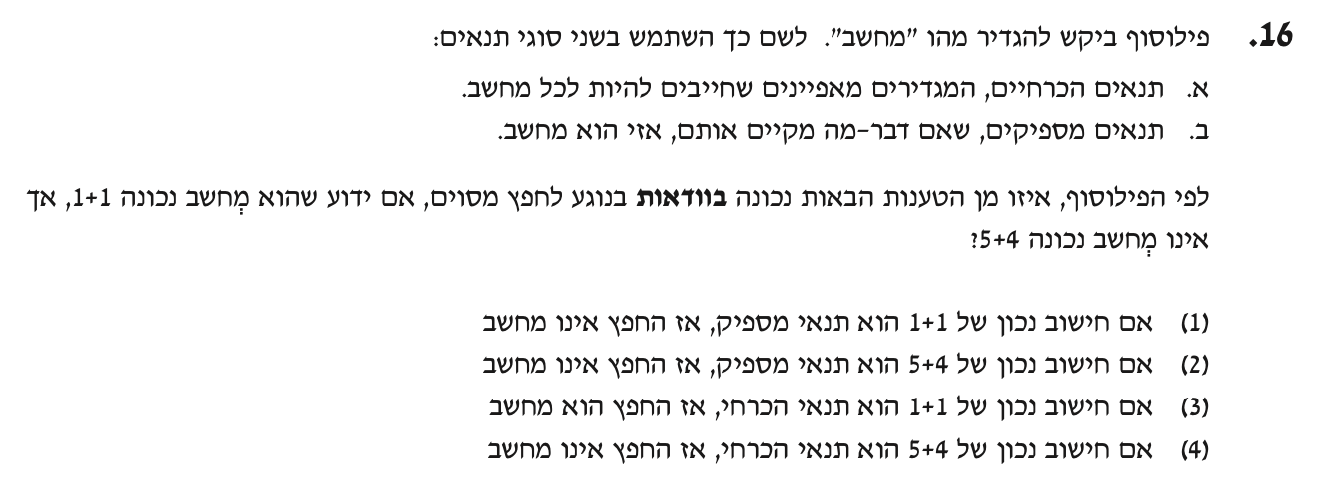 16. פילוסוף ביקש להגדיר מהו "מחשב". לשם כך השתמש בשני סוגי תנאים:
א. תנאים הכרחיים, המגדירים מאפיינים שחייבים להיות לכל מחשב.
ב. תנאים מספיקים, שאם דבר-מה מקיים אותם, אזי הוא מחשב.
לפי הפילוסוף, איזו מן הטענות הבאות נכונה בוודאות בנוגע לחפץ מסוים, אם ידוע שהוא מְחשב נכונה 1+1, אך
אינו מְחשב נכונה 5+4?
(1) אם חישוב נכון של 1+1 הוא תנאי מספיק, אז החפץ אינו מחשב
(2) אם חישוב נכון של 5+4 הוא תנאי מספיק, אז החפץ אינו מחשב
(3) אם חישוב נכון של 1+1 הוא תנאי הכרחי, אז החפץ הוא מחשב
(4) אם חישוב נכון של 5+4 הוא תנאי הכרחי, אז החפץ אינו מחשב